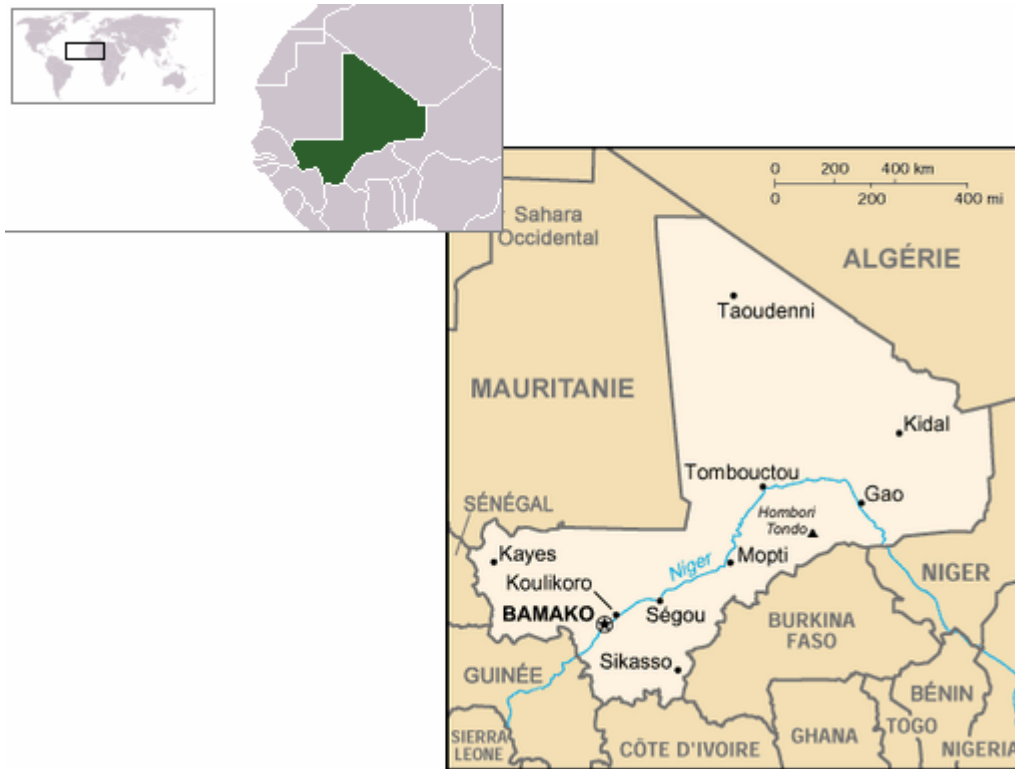 0 200 400 km
0 200 400 mi
Sahara
Occidental
ALGÉRIE
Taoudenni
MAURITANIE
Kidal
Tombouctou
Gao
SÉNÉGAL
Hombori
Tondo
Kayes
Niger
Mopti
NIGER
Koulikoro
BAMAKO
Ségou
BURKINA
FASO
Sikasso
GUINÉE
BÉNIN
SIERRA
LEONE
CÔTE D'IVOIRE
GHANA
TOGO
NIGERIA